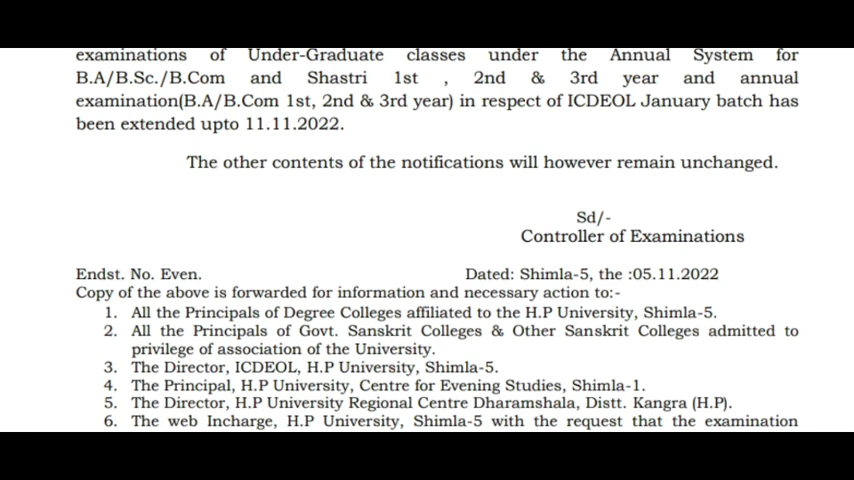 examinations of Under-Graduate classes under the Annual System for
B.A/B.Sc./B.Com and Shastri 1st , 2nd & 3rd year and annual
examination(B.A/B.Com 1st, 2nd & 3rd year) in respect of ICDEOL January batch has
been extended upto 11.11.2022.
The other contents of the notifications will however remain unchanged.
Sd/-
Controller of Examinations
Endst. No. Even. Dated: Shimla-5, the :05.11.2022
Copy of the above is forwarded for information and necessary action to:-
1. All the Principals of Degree Colleges affiliated to the H.P University, Shimla-5.
2. All the Principals of Govt. Sanskrit Colleges & Other Sanskrit Colleges admitted to
privilege of association of the University.
3. The Director, ICDEOL, H.P University, Shimla-5.
4. The Principal, H.P University, Centre for Evening Studies, Shimla-1.
5. The Director, H.P University Regional Centre Dharamshala, Distt. Kangra (H.P).
6. The web Incharge, H.P University, Shimla-5 with the request that the examination